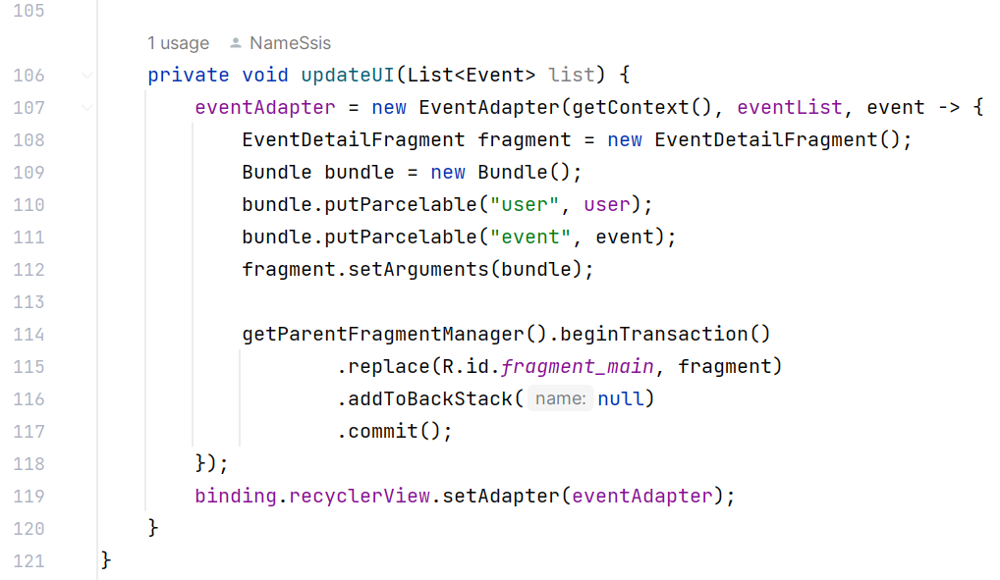 105
1 usage NameSsis
106 private void updateUI(List<Event> list) {
107 eventAdapter = new EventAdapter(getContext(), eventList, event -> {
108 EventDetailFragment fragment = new EventDetailFragment();
109 Bundle bundle = new Bundle();
110 bundle.putParcelable("user", user);
111 bundle.putParcelable("event", event);
112 fragment.setArguments(bundle);
113
114 getParentFragmentManager().beginTransaction()
115 .replace(R.id.fragment_main, fragment)
116 .addToBackStack( name: null)
117 .commit();
118 });
119 binding.recyclerView.setAdapter(eventAdapter);
120 }
121 }